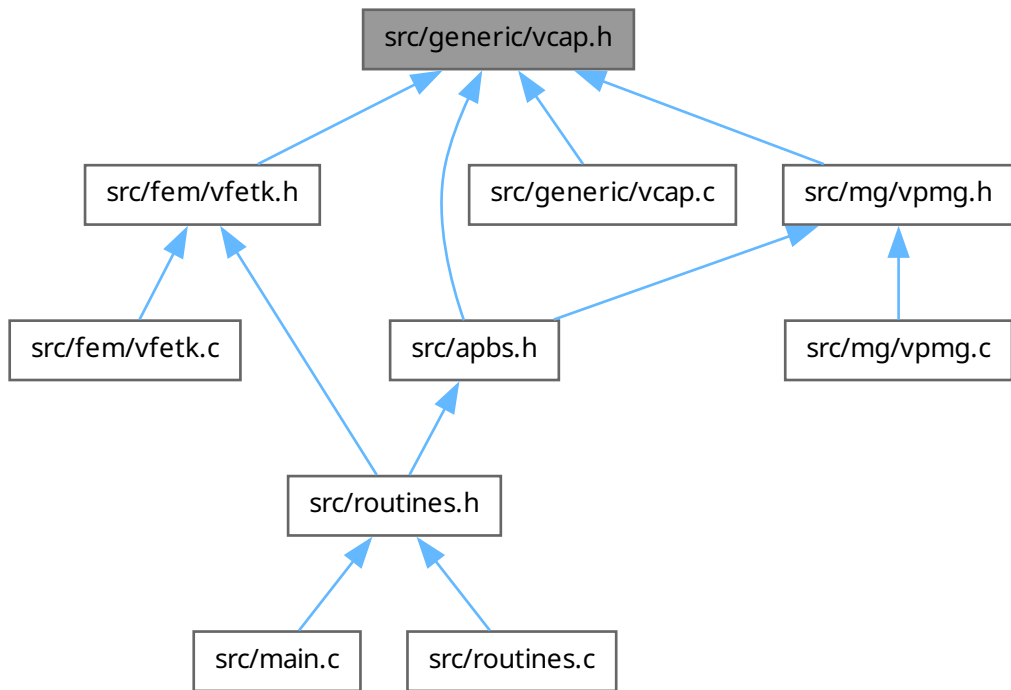 src/generic/vcap.h
src/fem/vfetk.h
src/generic/vcap.c
src/mg/vpmg.h
src/fem/vfetk.c
src/apbs.h
src/mg/vpmg.c
src/routines.h
src/main.c
src/routines.c